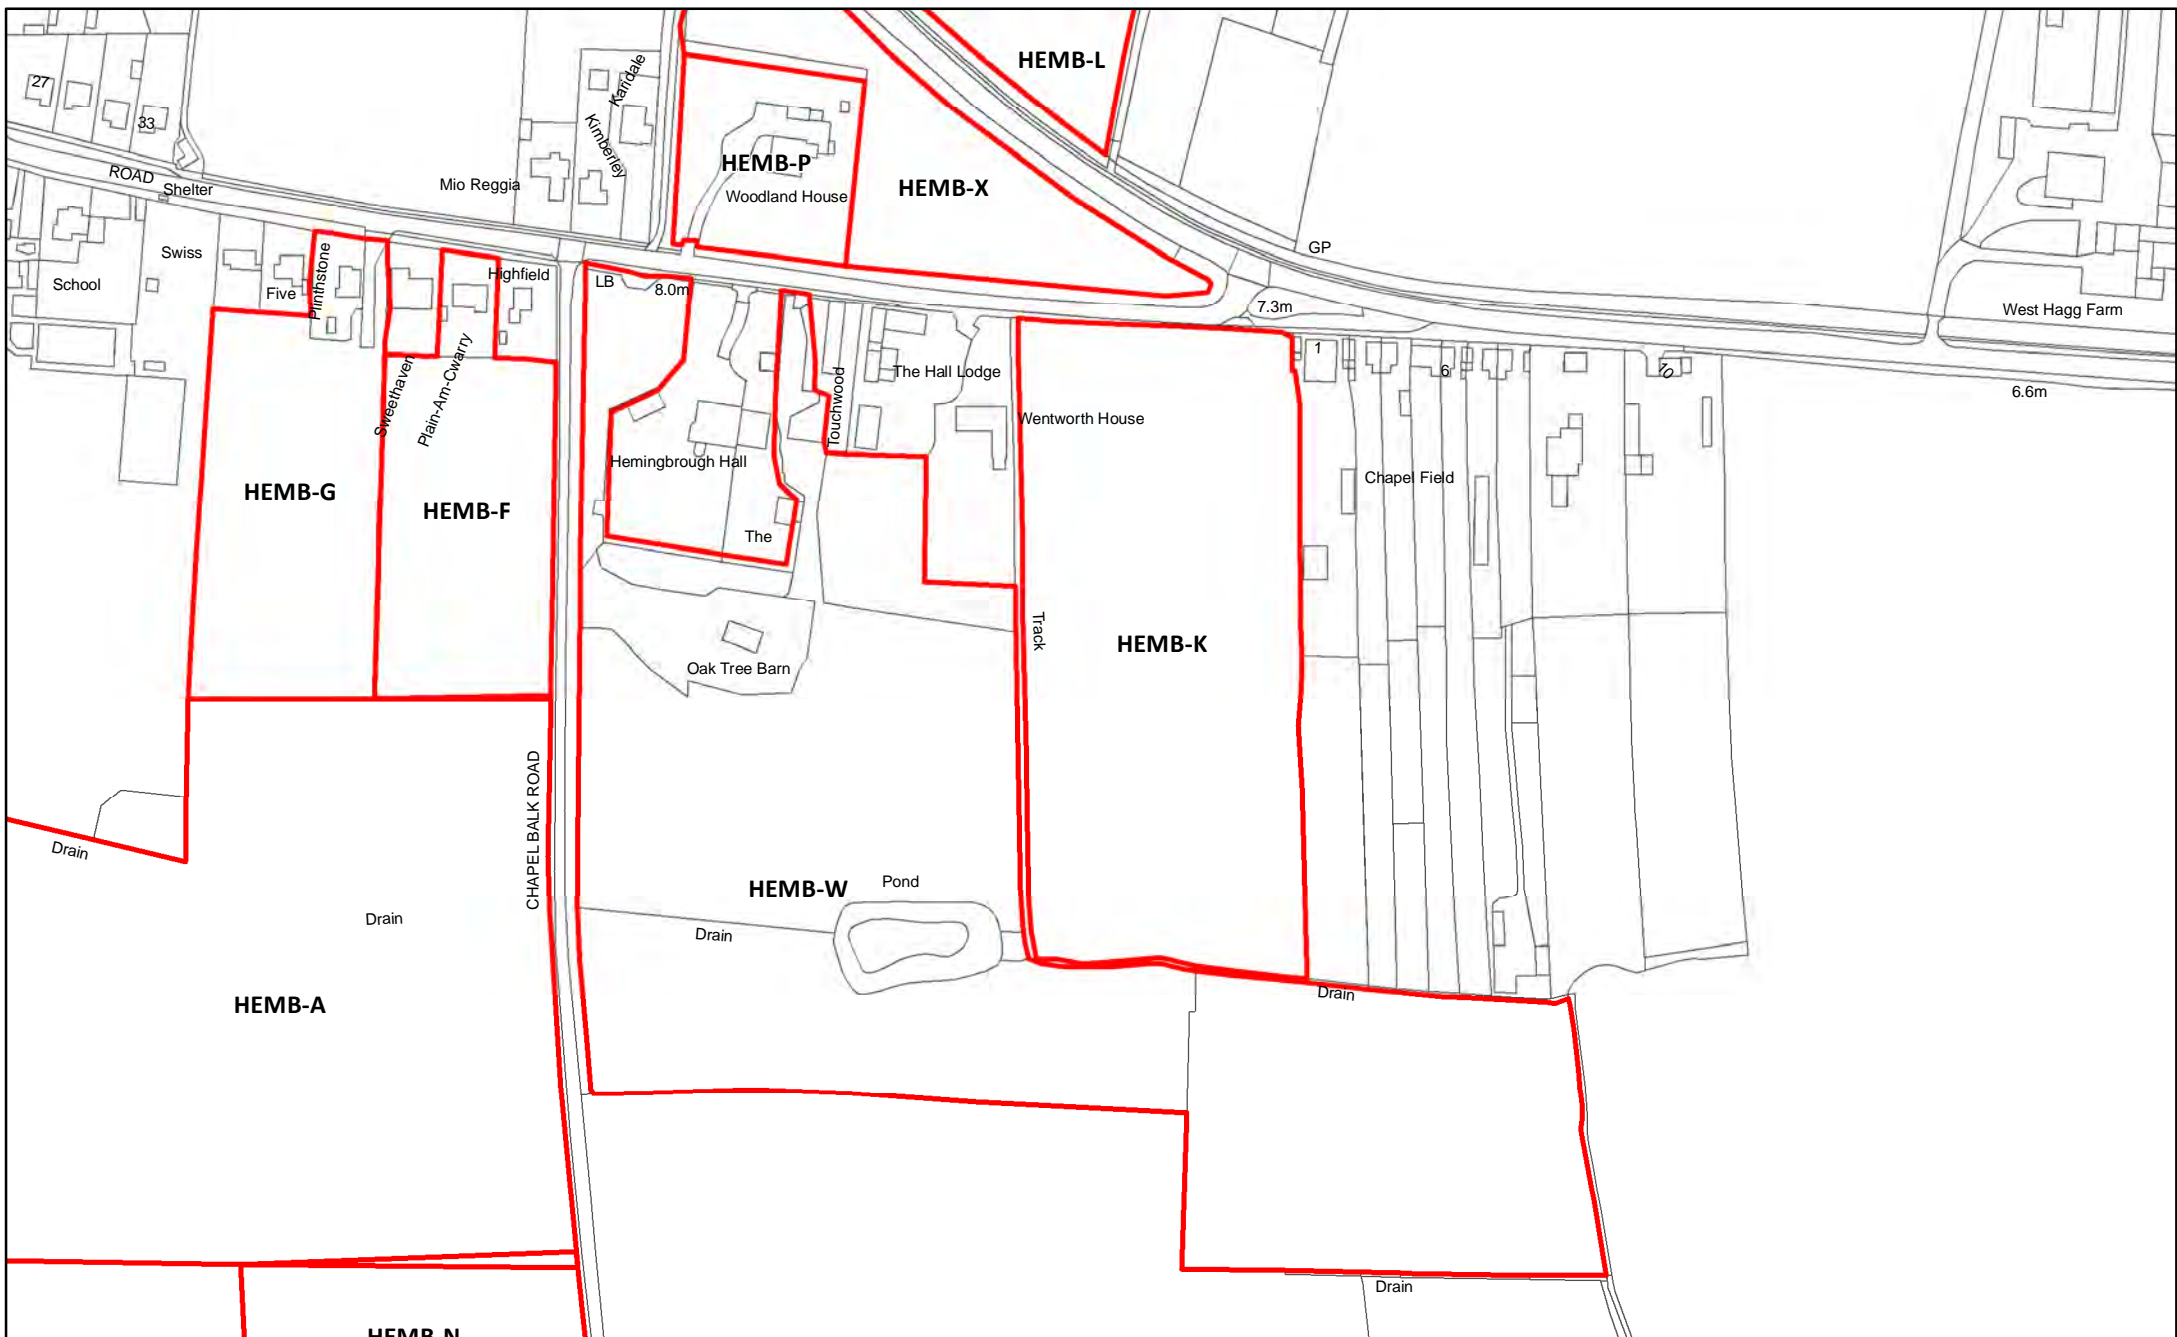 HEMB-L
27
Karidale
33
Kimberley
HEMB-P
ROAD
Shelter
Mio Reggia
HEMB-X
Woodland House
GP
Swiss
School
Five
Plinthstone
Highfield
LB
8.0m
7.3m
West Hagg Farm
1
6
10
6.6m
The Hall Lodge
Sweethaven
Plain-Am-Cwarry
Touchwood
Wentworth House
Hemingbrough Hall
Chapel Field
HEMB-G
HEMB-F
The
Track
HEMB-K
Oak Tree Barn
CHAPEL BALK ROAD
Drain
HEMB-W
Pond
Drain
Drain
HEMB-A
Drain
Drain
HEMB-N